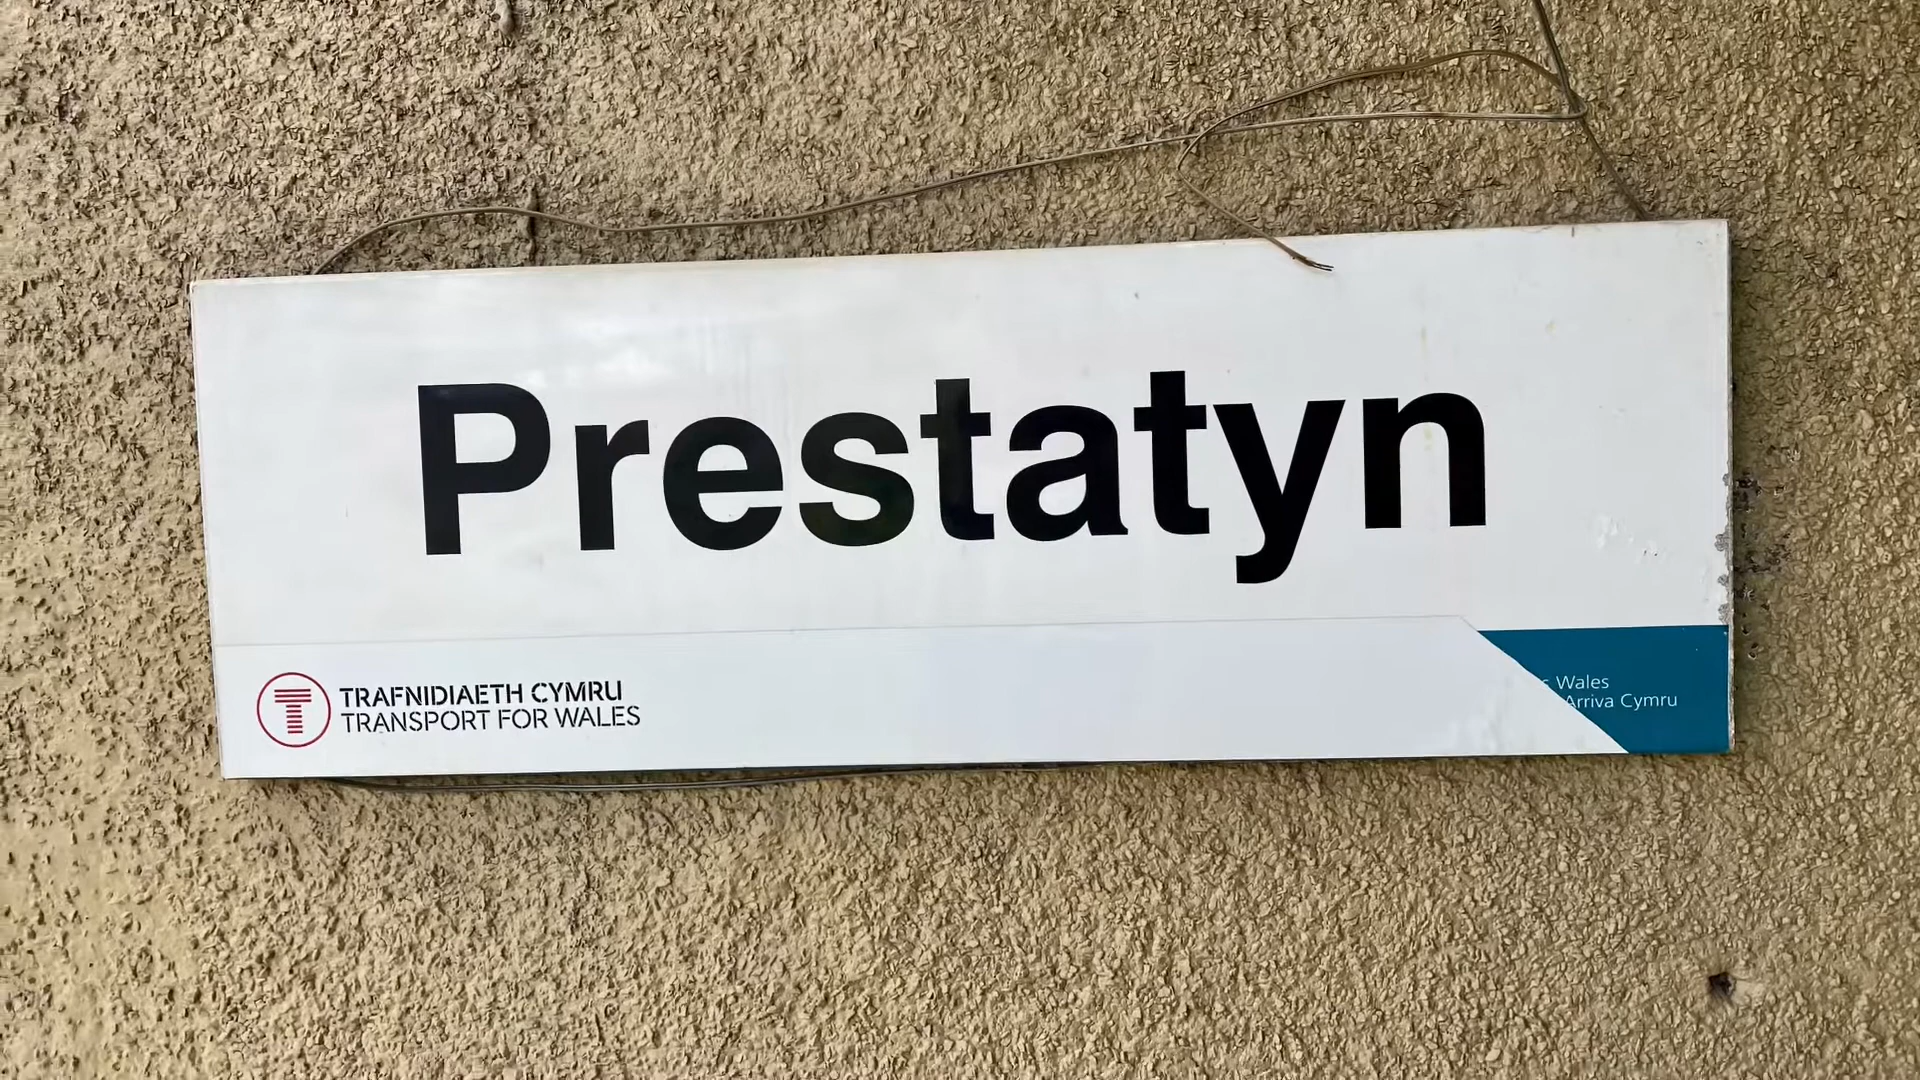 Prestatyn
TRAFNIDIAETH CYMRU
TRANSPORT FOR WALES
Wales
Arriva Cymru